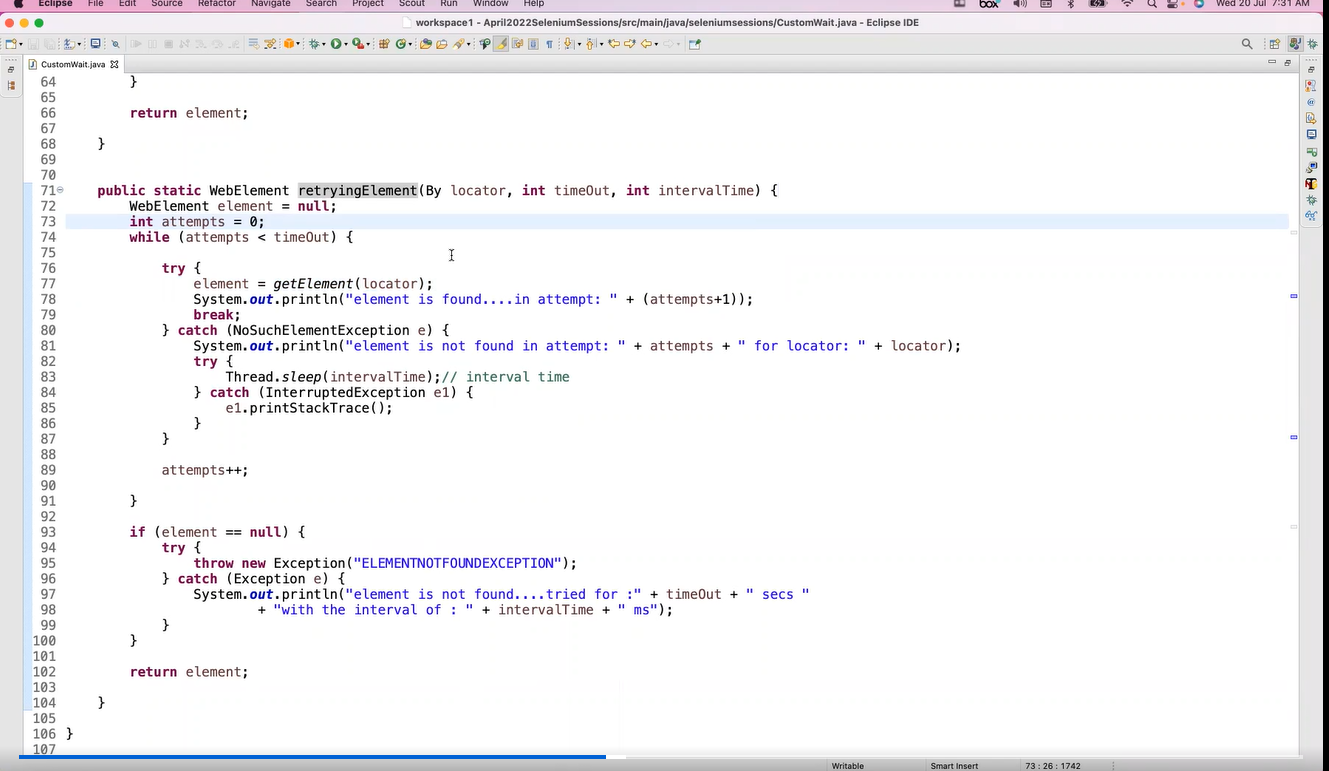 Eclipse File Edit Source Refactor Navigate Search Project Scout Run Window Help box Wed 20 Jul 7:31 AM
workspace1 - April2022SeleniumSessions/src/main/java/seleniumsessions/CustomWait.java - Eclipse IDE
CustomWait.java
64 }
65
66 return element;
67
68 }
69
70
71 public static WebElement retryingElement(By locator, int timeOut, int intervalTime) {
72 WebElement element = null;
73 int attempts = 0;
74 while (attempts < timeOut) {
75
76 try {
77 element = getElement(locator);
78 System.out.println("element is found....in attempt: " + (attempts+1));
79 break;
80 } catch (NoSuchElementException e) {
81 System.out.println("element is not found in attempt: " + attempts + " for locator: " + locator);
82 try {
83 Thread.sleep(intervalTime);// interval time
84 } catch (InterruptedException e1) {
85 e1.printStackTrace();
86 }
87 }
88
89 attempts++;
90
91 }
92
93 if (element == null) {
94 try {
95 throw new Exception("ELEMENTNOTFOUNDEXCEPTION");
96 } catch (Exception e) {
97 System.out.println("element is not found....tried for :" + timeOut + " secs "
98 + "with the interval of : " + intervalTime + " ms");
99 }
100 }
101
102 return element;
103
104 }
105
106 }
107
Writable Smart Insert 73 : 26 : 1742